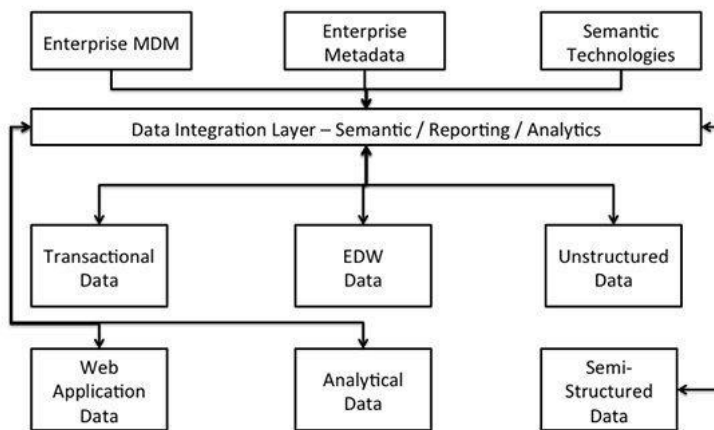 Enterprise MDM
Enterprise
Metadata
Semantic
Technologies
Data Integration Layer – Semantic / Reporting / Analytics
Transactional
Data
EDW
Data
Unstructured
Data
Web
Application
Data
Analytical
Data
Semi-
Structured
Data